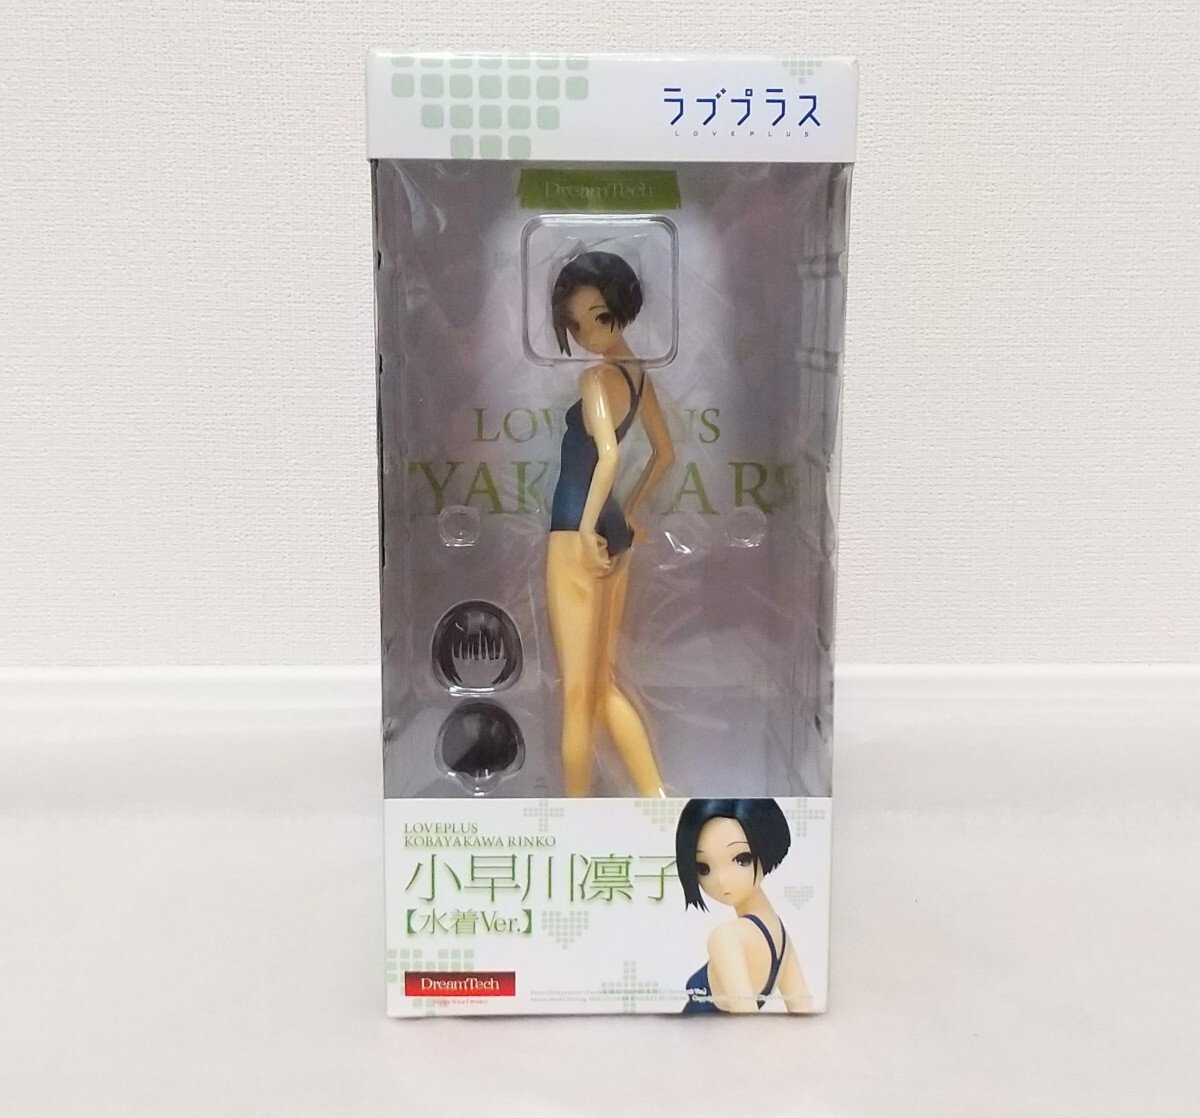 ラブプラス
LOVEPLUS
DreamTech
LOVEPLUS
KOBAYAKAWA RINKO
小早川凛子
【水着Ver.】
DreamTech